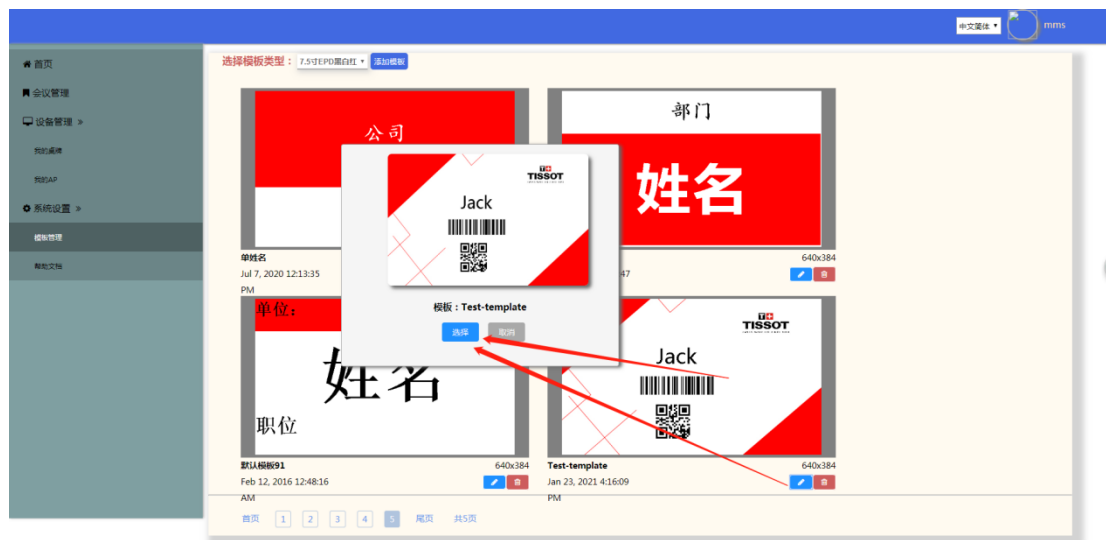 中文简体
mms
首页
会议管理
设备管理 »
我的桌牌
我的AP
系统设置 »
模板管理
帮助文档
选择模板类型： 7.5寸EPD黑白红 添加模板
公司
单姓名
Jul 7, 2020 12:13:35
PM
部门
姓名
640x384
47
TISSOT
Jack
模板：Test-template
选择 取消
单位:
姓名
职位
默认模板91 640x384
Feb 12, 2016 12:48:16
AM
TISSOT
Jack
Test-template 640x384
Jan 23, 2021 4:16:09
PM
首页 1 2 3 4 5 尾页 共5页